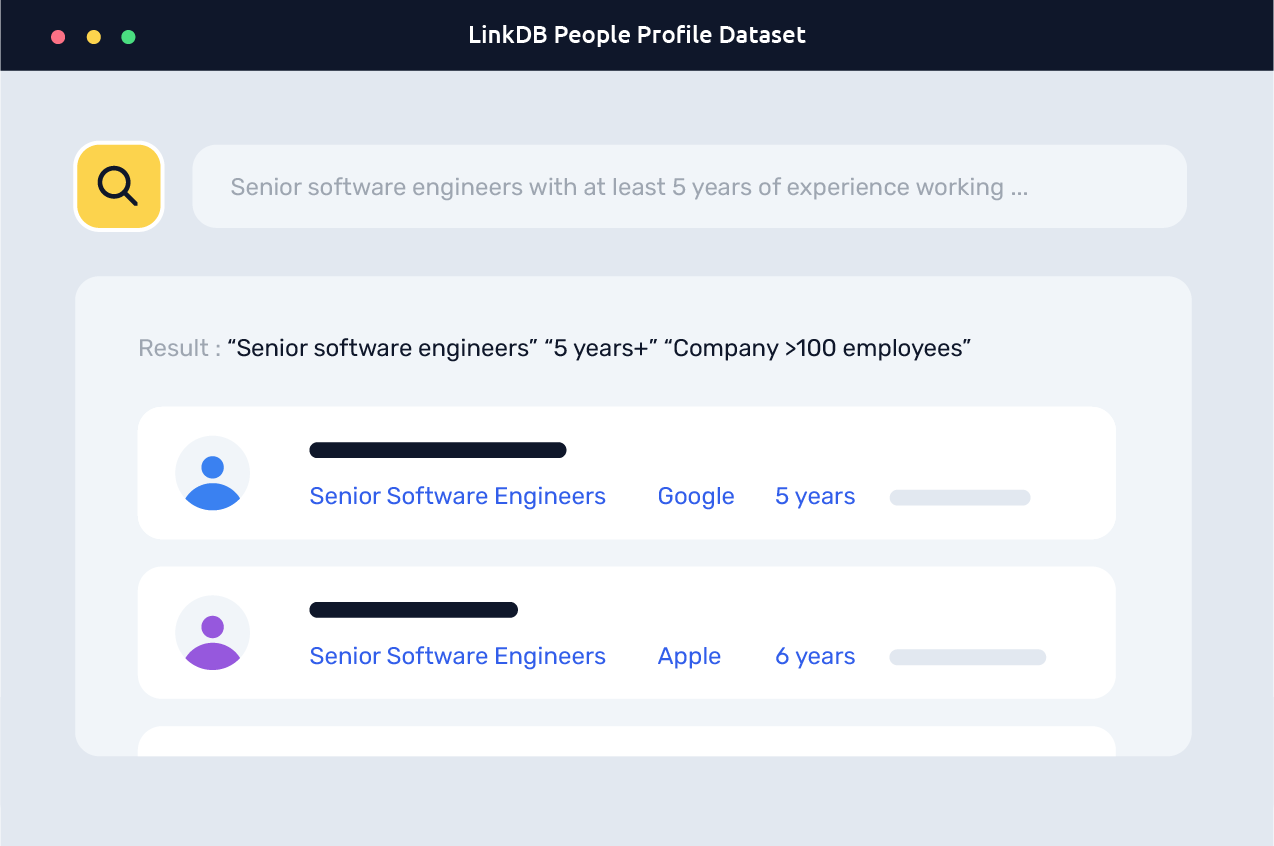 LinkDB People Profile Dataset
Senior software engineers with at least 5 years of experience working ...
Result : “Senior software engineers” “5 years+” “Company >100 employees”
Senior Software Engineers Google 5 years
Senior Software Engineers Apple 6 years